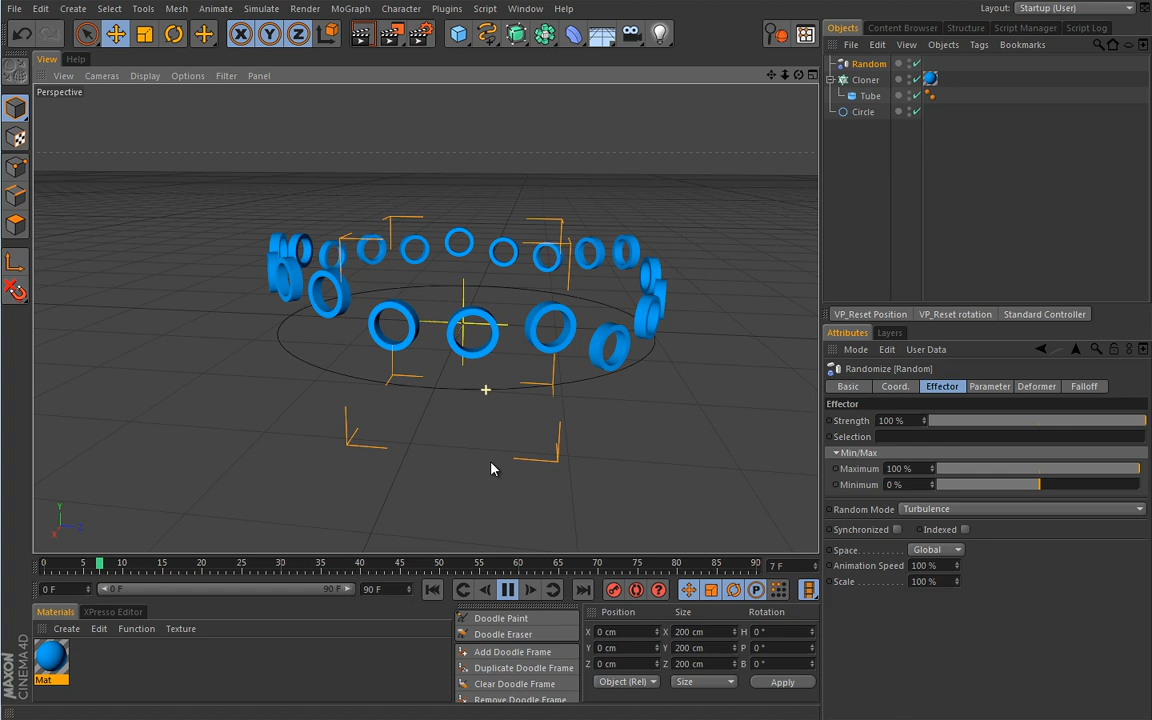 File Edit Create Select Tools Mesh Snap Animate Simulate Render MoGraph Character Plugins Script Window Help
Layout: Startup (User)
X Y Z
Objects Content Browser Structure Script Manager Script Log
File Edit View Objects Tags Bookmarks
View Help
Random
View Cameras Display Options Filter Panel
Cloner
Perspective
Tube
Circle
VP_Reset Position VP_Reset rotation Standard Controller
Attributes Layers
Mode Edit User Data
Randomize [Random]
Basic Coord. Effector Parameter Deformer Falloff
Effector
Strength 100 %
Selection
Min/Max
Maximum 100 %
Minimum 0 %
Random Mode Turbulence
Synchronized Indexed
Space Global
Animation Speed 100 %
Scale 100 %
Y
Z
X
0 5 10 15 20 25 30 35 40 45 50 55 60 65 70 75 80 85 90 7 F
0 F 0 F 90 F 90 F P
Materials XPresso Editor
Create Edit Function Texture
Mat
Doodle Paint
Doodle Eraser
Add Doodle Frame
Duplicate Doodle Frame
Clear Doodle Frame
Remove Doodle Frame
Position Size Rotation
X 0 cm X 200 cm H 0 °
Y 0 cm Y 200 cm P 0 °
Z 0 cm Z 200 cm B 0 °
Object (Rel) Size Apply
MAXON
CINEMA 4D